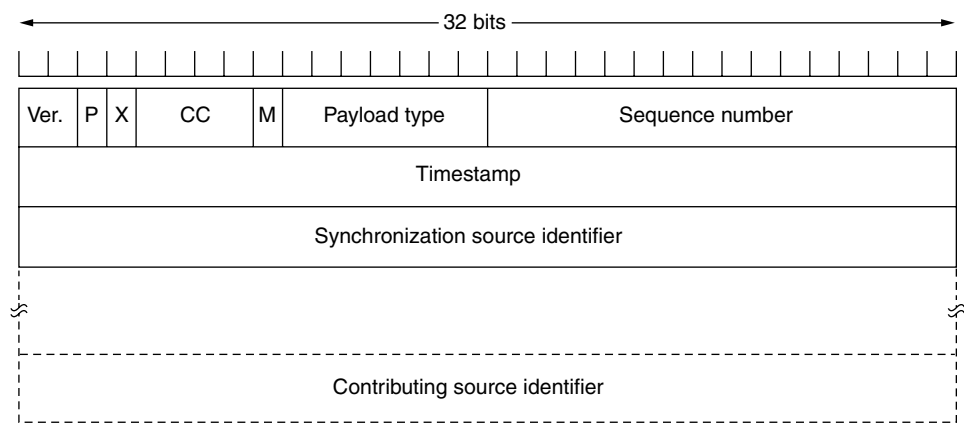 32 bits
Ver. P X CC M Payload type Sequence number
Timestamp
Synchronization source identifier
Contributing source identifier